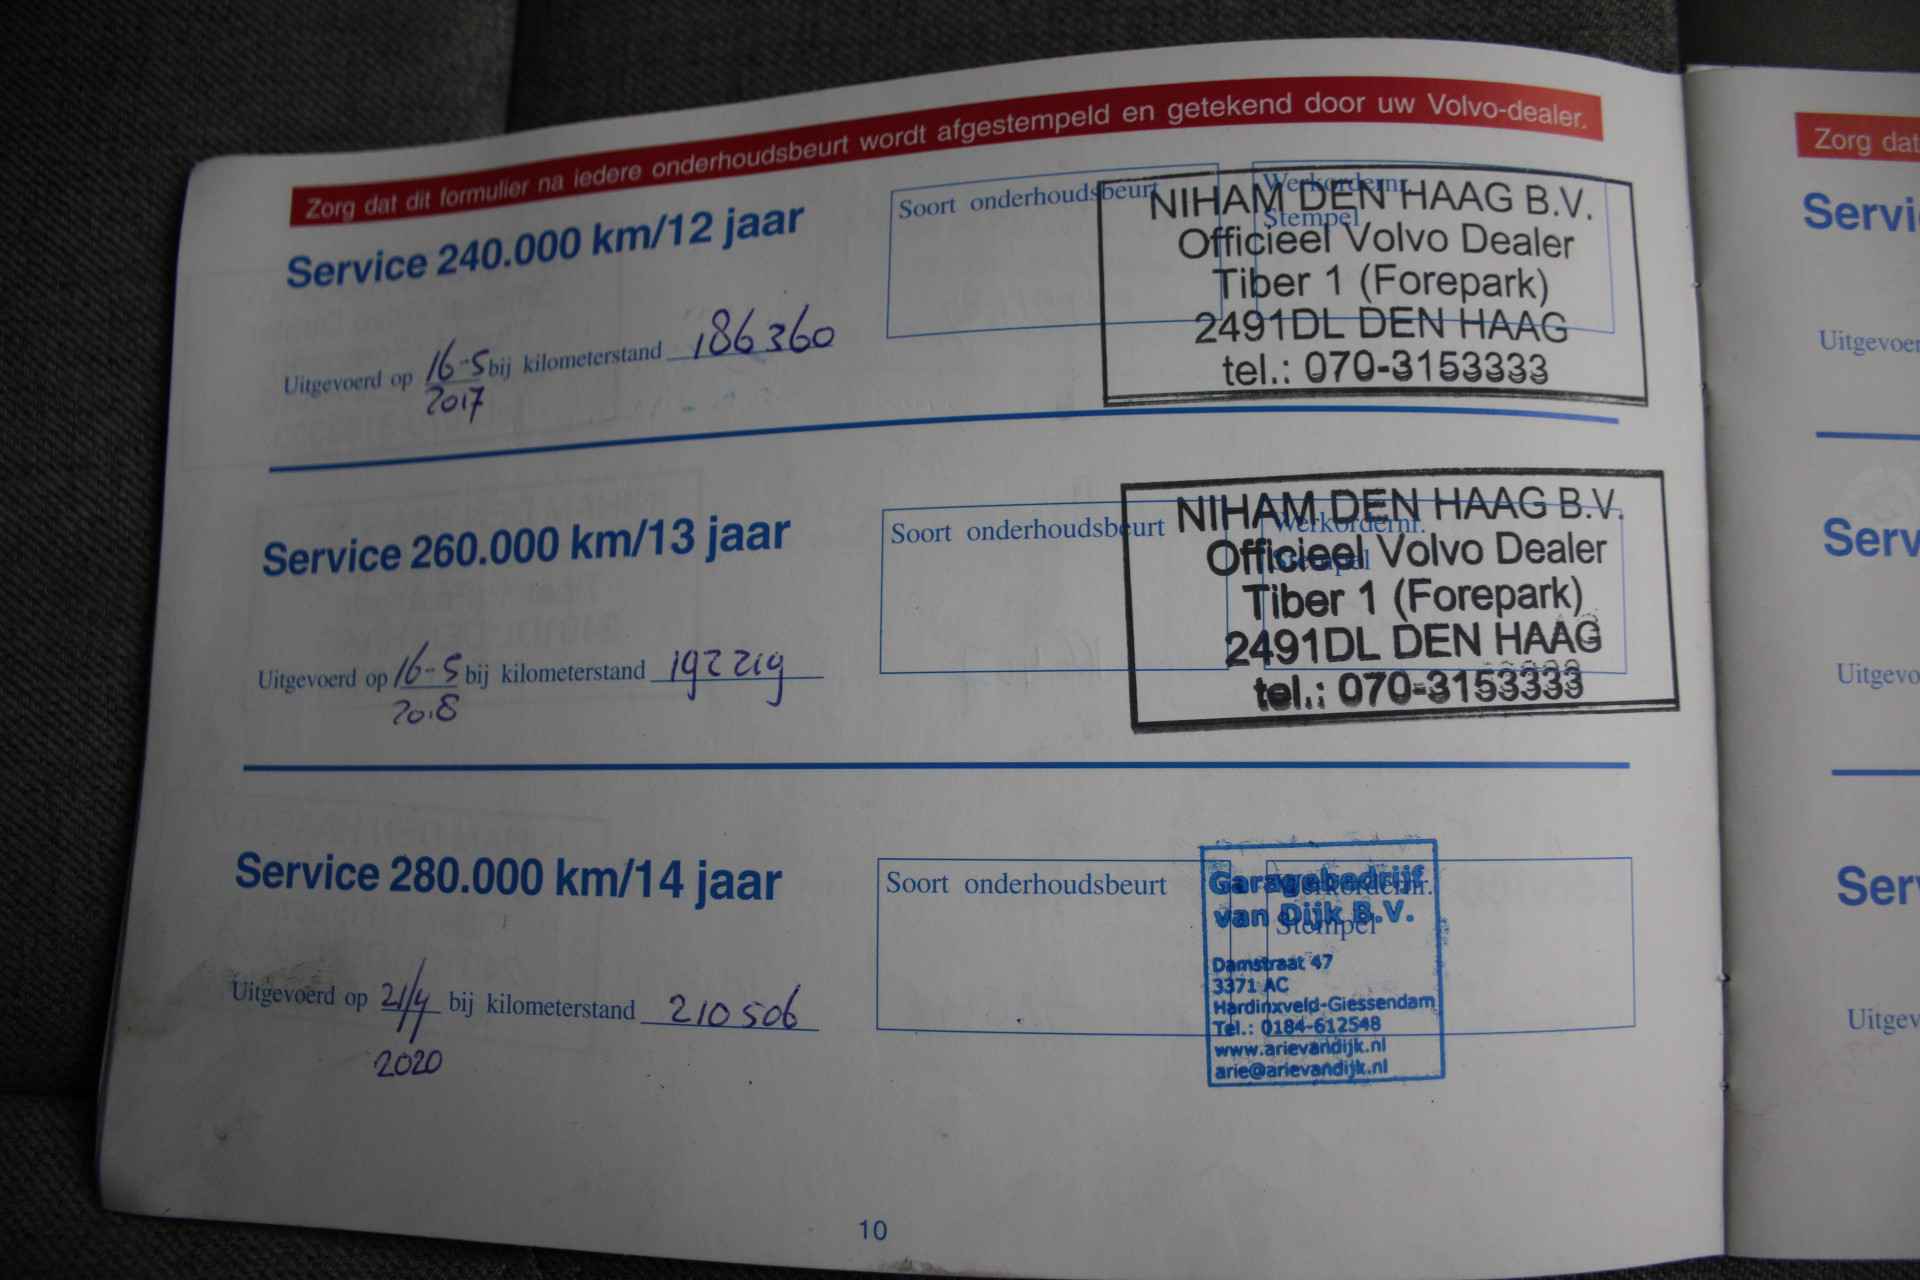 Zorg dat dit formulier na iedere onderhoudsbeurt wordt afgestempeld en getekend door uw Volvo-dealer.
Service 240.000 km/12 jaar
Soort onderhoudsbeurt
Werkordernr.
Stempel
NIHAM DEN HAAG B.V.
Officieel Volvo Dealer
Tiber 1 (Forepark)
2491DL DEN HAAG
tel.: 070-3153333
Uitgevoerd op 16-5 bij kilometerstand 186360
2017
Service 260.000 km/13 jaar
Soort onderhoudsbeurt
Werkordernr.
Stempel
NIHAM DEN HAAG B.V.
Officieel Volvo Dealer
Tiber 1 (Forepark)
2491DL DEN HAAG
tel.: 070-3153333
Uitgevoerd op 16-5 bij kilometerstand 192219
2018
Service 280.000 km/14 jaar
Soort onderhoudsbeurt
Werkordernr.
Stempel
Garagebedrijf
van Dijk B.V.
Damstraat 47
3371 AC
Hardinxveld-Giessendam
Tel.: 0184-612548
www.arievandijk.nl
arie@arievandijk.nl
Uitgevoerd op 21/4 bij kilometerstand 210506
2020
10
Zorg dat
Servi
Uitgevoer
Serv
Uitgevo
Ser
Uitgev